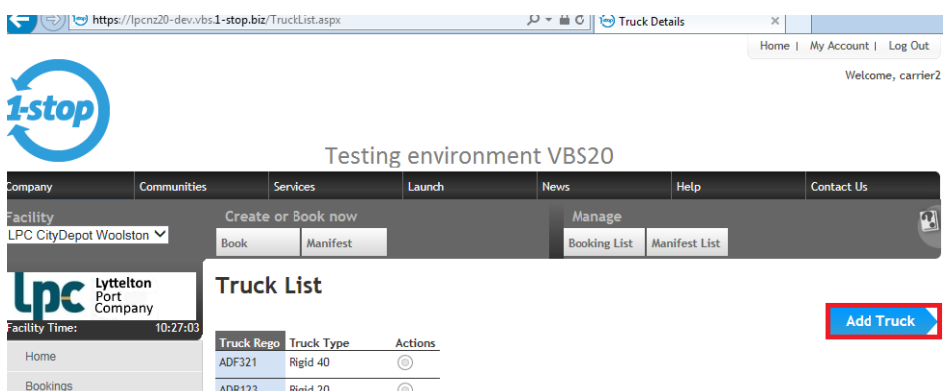 https://lpcnz20-dev.vbs.1-stop.biz/TruckList.aspx
Truck Details
Home | My Account | Log Out
Welcome, carrier2
1-stop
Testing environment VBS20
Company Communities Services Launch News Help Contact Us
Facility
LPC CityDepot Woolston
Create or Book now
Book Manifest
Manage
Booking List Manifest List
lpc Lyttelton
Port
Company
Facility Time: 10:27:03
Home
Bookings
Truck List
Add Truck
Truck Rego Truck Type Actions
ADF321 Rigid 40
ADR123 Rigid 20